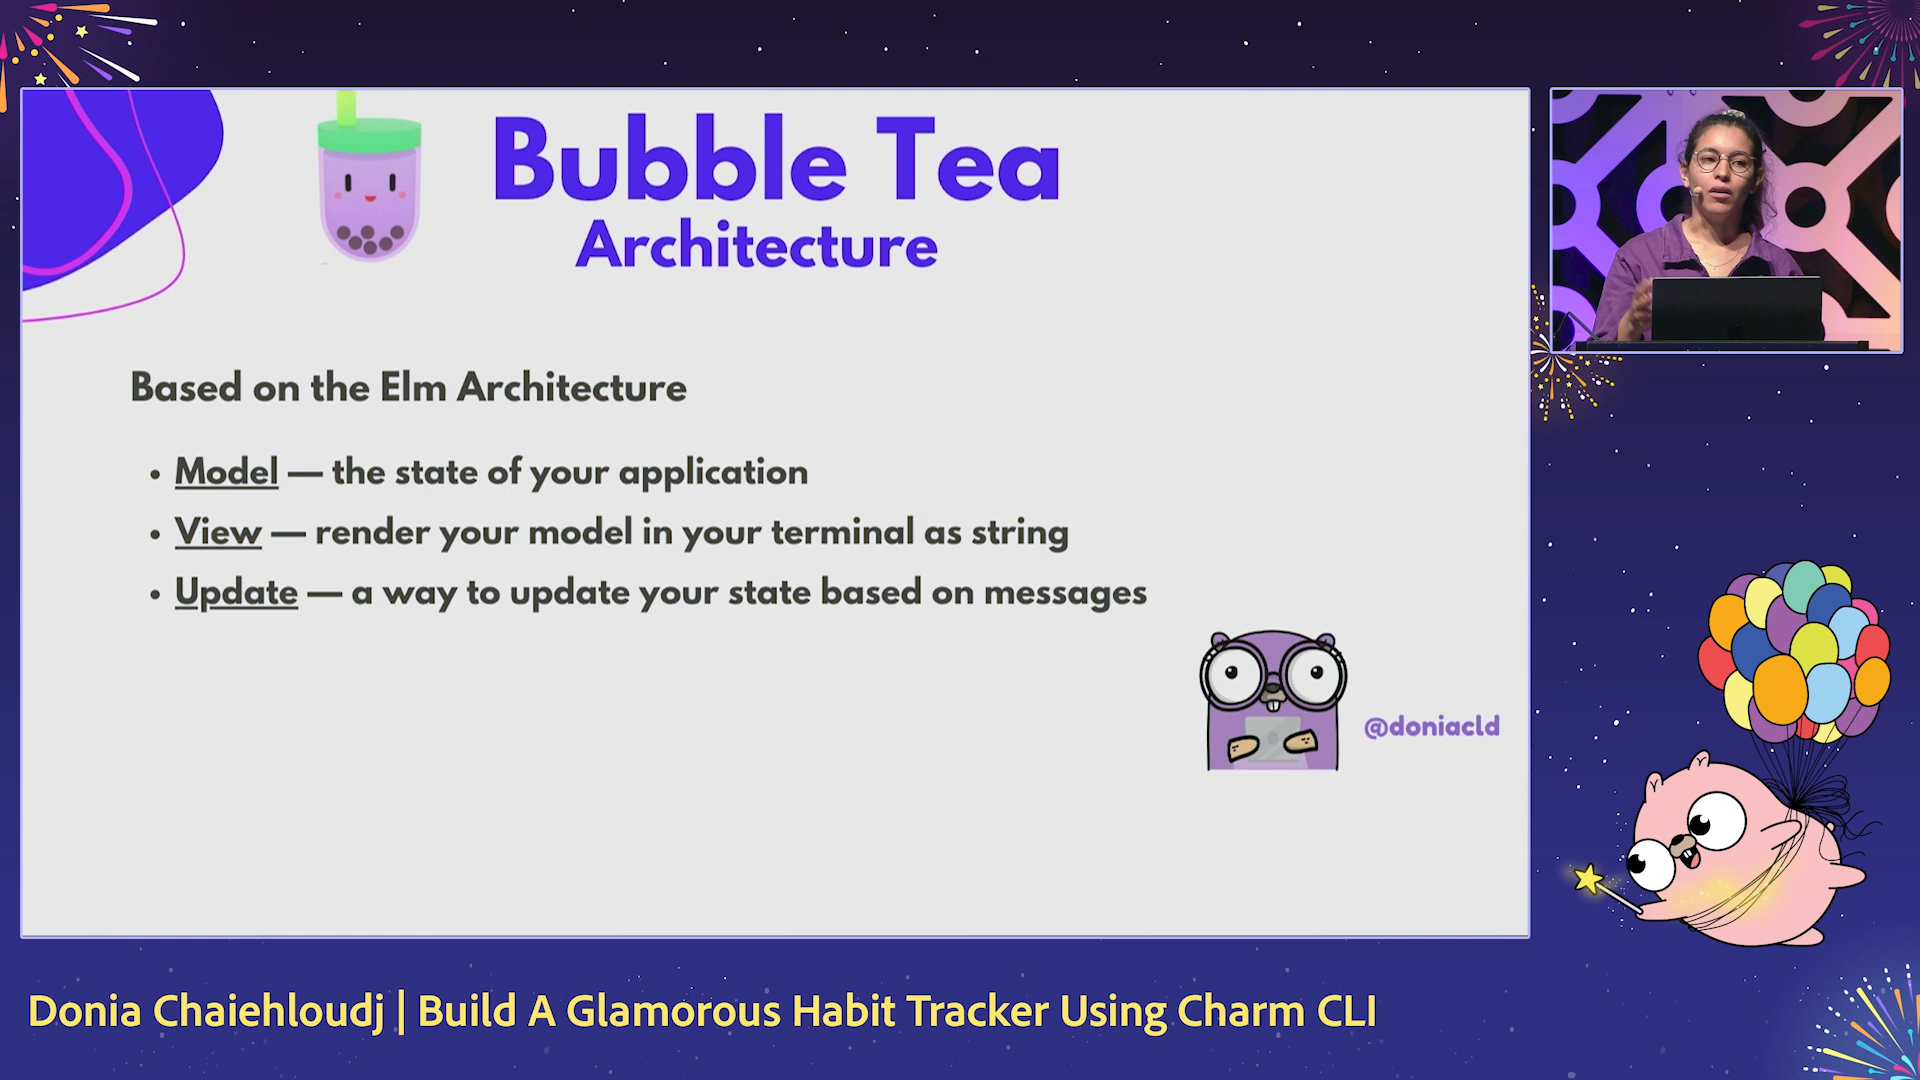 Bubble Tea
Architecture
Based on the Elm Architecture
• Model — the state of your application
• View — render your model in your terminal as string
• Update — a way to update your state based on messages
@doniacld
Donia Chaiehloudj | Build A Glamorous Habit Tracker Using Charm CLI